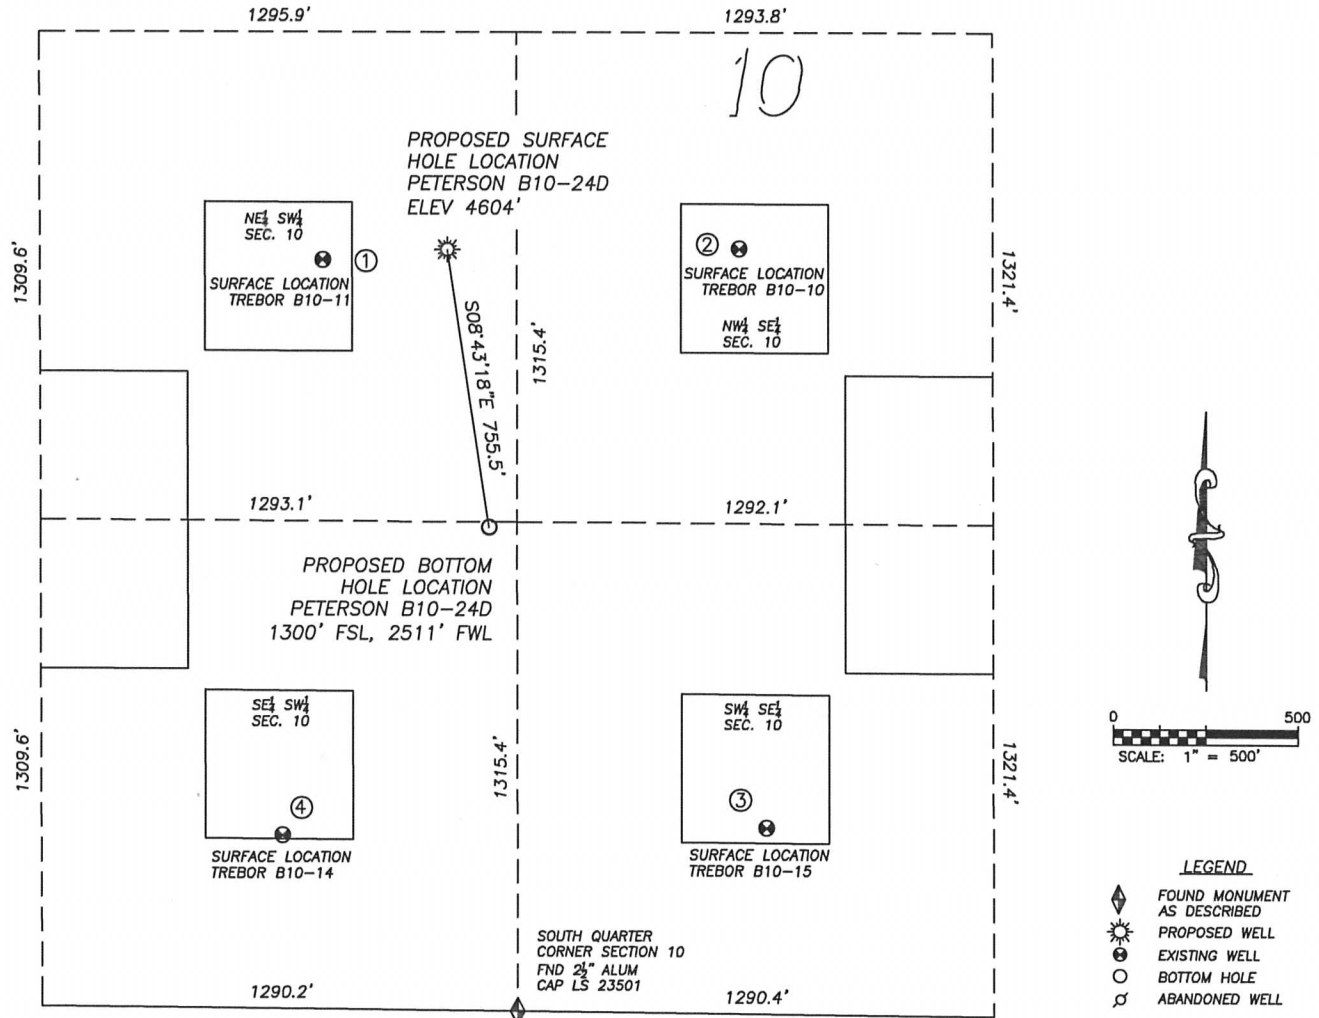 1295.9'
1293.8'
10
PROPOSED SURFACE
HOLE LOCATION
PETERSON B10-24D
ELEV 4604'
NE¼ SW¼
SEC. 10
①
SURFACE LOCATION
TREBOR B10-11
②
SURFACE LOCATION
TREBOR B10-10
NW¼ SE¼
SEC. 10
1309.6'
1321.4'
S08°43'18"E 755.5'
1315.4'
1293.1'
1292.1'
PROPOSED BOTTOM
HOLE LOCATION
PETERSON B10-24D
1300' FSL, 2511' FWL
SE¼ SW¼
SEC. 10
④
SURFACE LOCATION
TREBOR B10-14
SW¼ SE¼
SEC. 10
③
SURFACE LOCATION
TREBOR B10-15
1309.6'
1315.4'
1321.4'
SOUTH QUARTER
CORNER SECTION 10
FND 2½" ALUM
CAP LS 23501
1290.2'
1290.4'
0 500
SCALE: 1" = 500'
LEGEND
FOUND MONUMENT
AS DESCRIBED
PROPOSED WELL
EXISTING WELL
BOTTOM HOLE
ABANDONED WELL